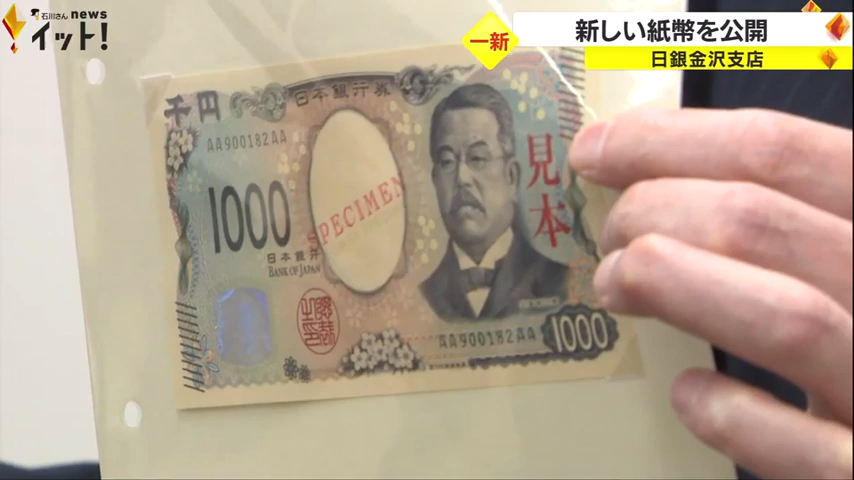 石川さん news
イット!
一新
新しい紙幣を公開
日銀金沢支店
千円
日本銀行券
AA900182AA
1000
SPECIMEN
見本
日本銀行
BANK OF JAPAN
AA900182AA
1000